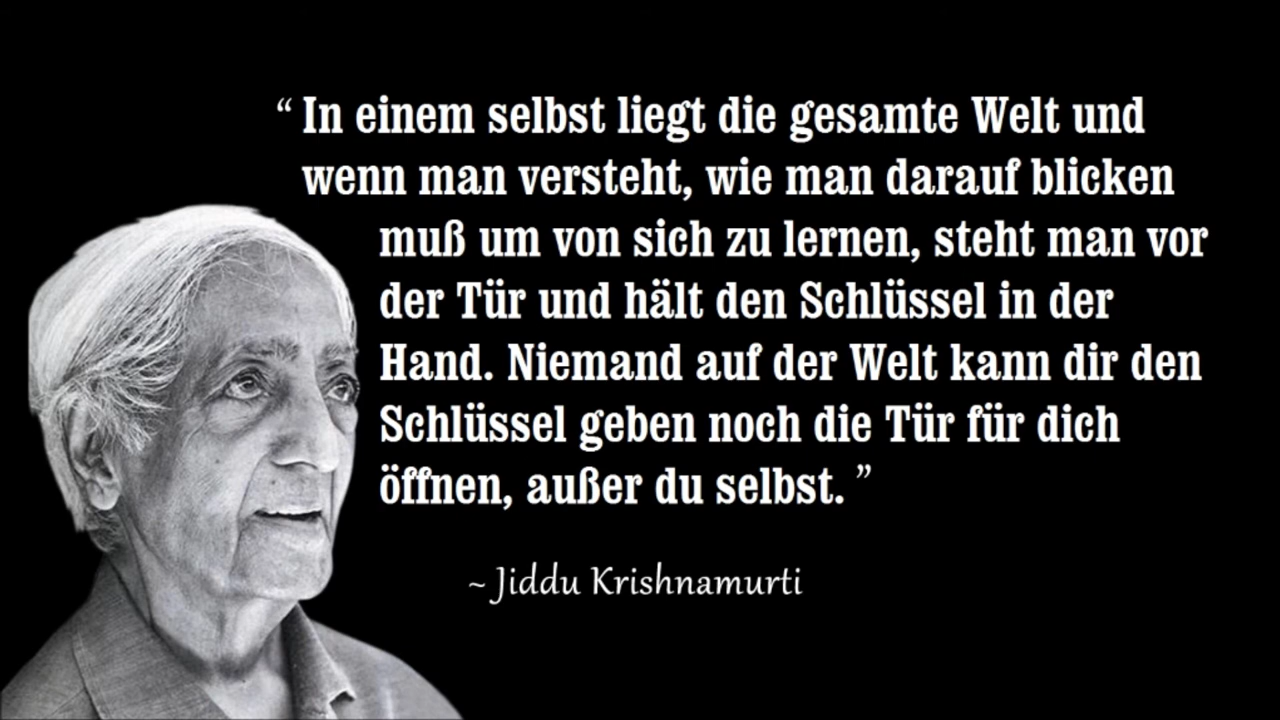 “ In einem selbst liegt die gesamte Welt und
wenn man versteht, wie man darauf blicken
muß um von sich zu lernen, steht man vor
der Tür und hält den Schlüssel in der
Hand. Niemand auf der Welt kann dir den
Schlüssel geben noch die Tür für dich
öffnen, außer du selbst. ”
~ Jiddu Krishnamurti